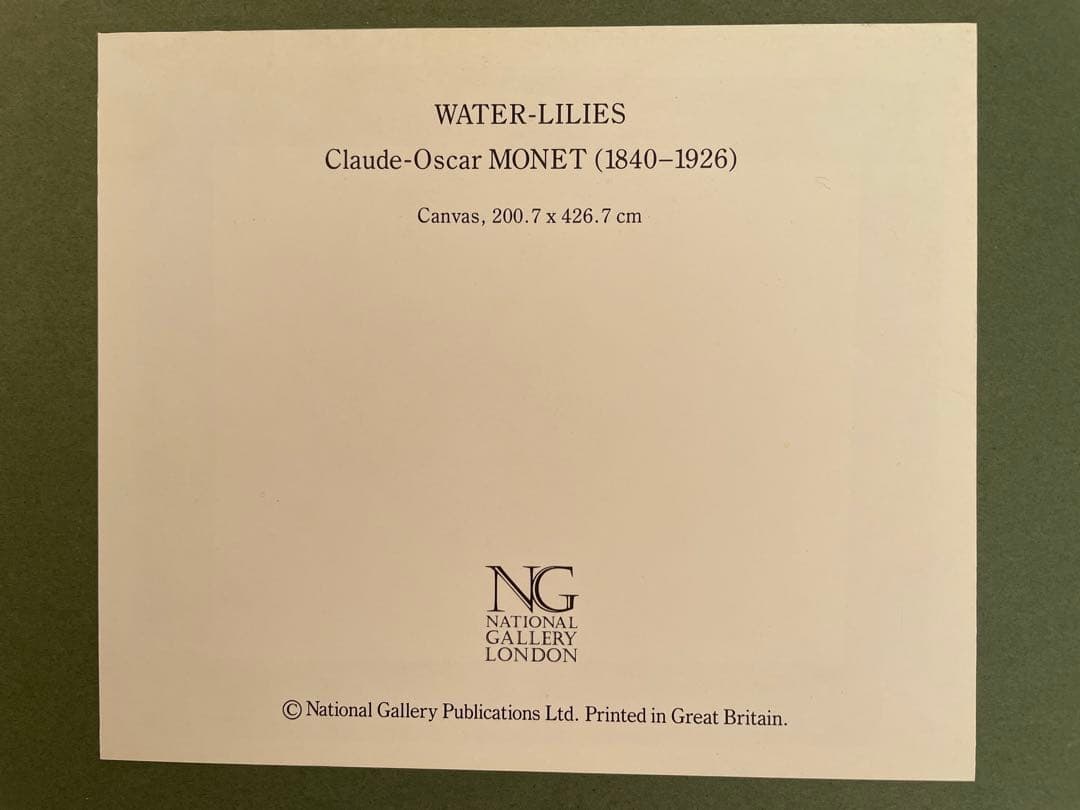 WATER-LILIES
Claude-Oscar MONET (1840–1926)
Canvas, 200.7 x 426.7 cm
NG
NATIONAL
GALLERY
LONDON
© National Gallery Publications Ltd. Printed in Great Britain.